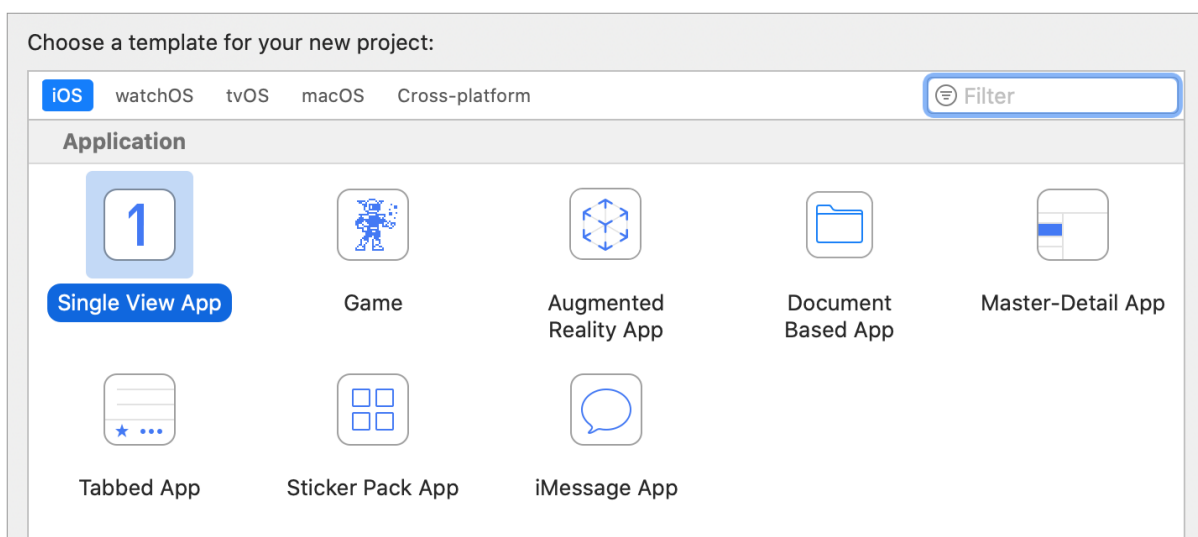 Choose a template for your new project:
iOS watchOS tvOS macOS Cross-platform Filter
Application
1
Single View App Game Augmented Reality App Document Based App Master-Detail App
Tabbed App Sticker Pack App iMessage App